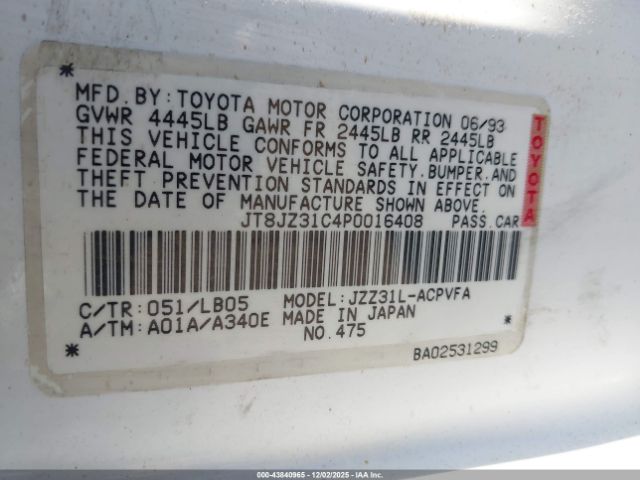 *
MFD. BY: TOYOTA MOTOR CORPORATION 06/93
GVWR 4445LB GAWR FR 2445LB RR 2445LB
THIS VEHICLE CONFORMS TO ALL APPLICABLE
FEDERAL MOTOR VEHICLE SAFETY. BUMPER. AND
THEFT PREVENTION STANDARDS IN EFFECT ON
THE DATE OF MANUFACTURE SHOWN ABOVE.
JT8JZ31C4P0016408 PASS. CAR
TOYOTA
C/TR: 051/LB05 MODEL: JZZ31L-ACPVFA
A/TM: A01A/A340E MADE IN JAPAN
NO. 475
* BA02531299
000-43840965 - 12/02/2025 - IAAI.COM